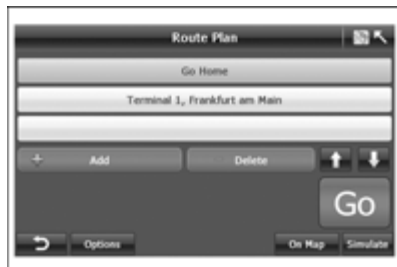 Route Plan
Go Home
Terminal 1, Frankfurt am Main
Add
Delete
Go
Options
On Map
Simulate